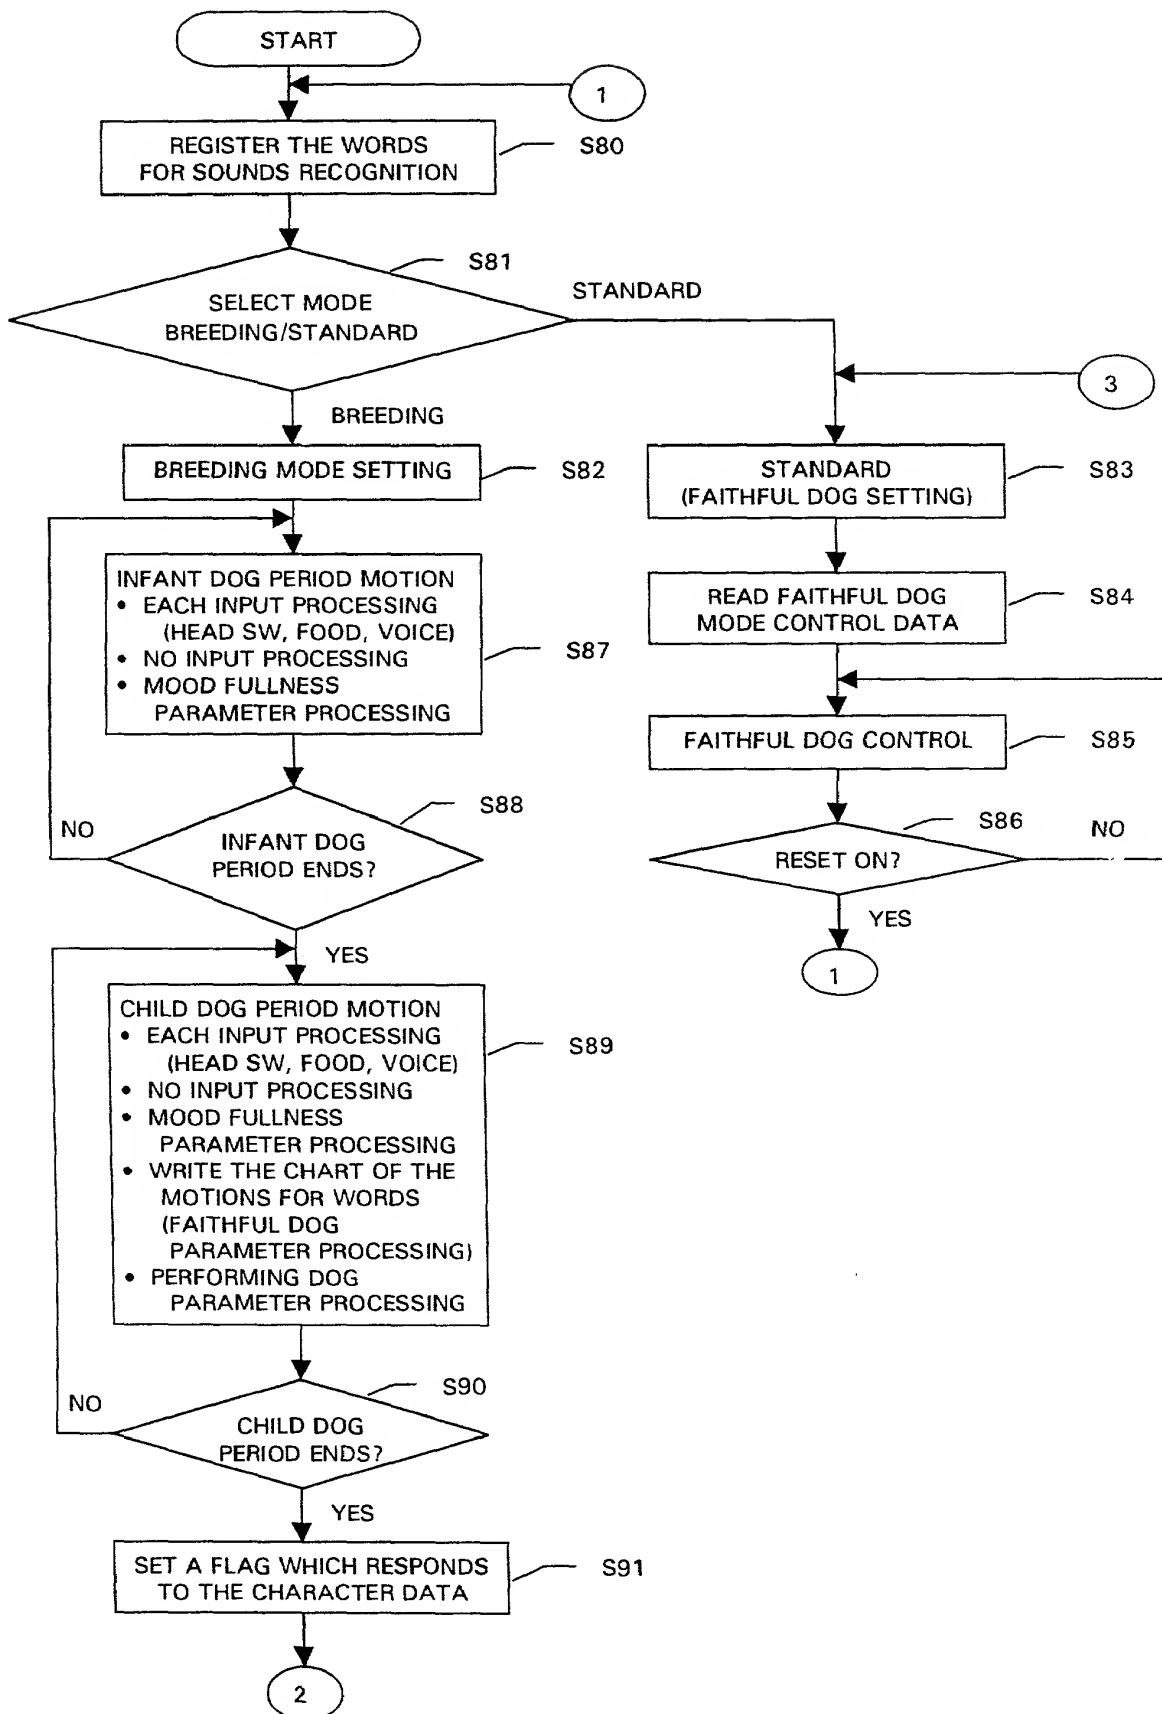 START
1
REGISTER THE WORDS
FOR SOUNDS RECOGNITION
S80
S81
SELECT MODE
BREEDING/STANDARD
STANDARD
3
BREEDING
BREEDING MODE SETTING
S82
STANDARD
(FAITHFUL DOG SETTING)
S83
INFANT DOG PERIOD MOTION
• EACH INPUT PROCESSING
(HEAD SW, FOOD, VOICE)
• NO INPUT PROCESSING
• MOOD FULLNESS
PARAMETER PROCESSING
S87
READ FAITHFUL DOG
MODE CONTROL DATA
S84
FAITHFUL DOG CONTROL
S85
S88
NO
INFANT DOG
PERIOD ENDS?
S86
NO
RESET ON?
YES
1
YES
CHILD DOG PERIOD MOTION
• EACH INPUT PROCESSING
(HEAD SW, FOOD, VOICE)
• NO INPUT PROCESSING
• MOOD FULLNESS
PARAMETER PROCESSING
• WRITE THE CHART OF THE
MOTIONS FOR WORDS
(FAITHFUL DOG
PARAMETER PROCESSING)
• PERFORMING DOG
PARAMETER PROCESSING
S89
S90
NO
CHILD DOG
PERIOD ENDS?
YES
SET A FLAG WHICH RESPONDS
TO THE CHARACTER DATA
S91
2